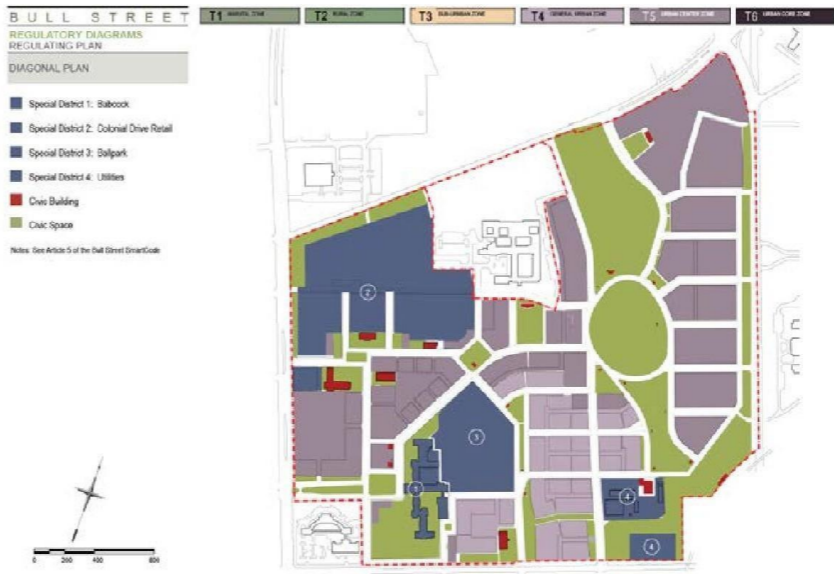 BULL STREET
REGULATORY DIAGRAMS
REGULATING PLAN
DIAGONAL PLAN
T1 NATURAL ZONE
T2 RURAL ZONE
T3 SUB-URBAN ZONE
T4 GENERAL URBAN ZONE
T5 URBAN CENTER ZONE
T6 URBAN CORE ZONE
Special District 1: Babcock
Special District 2: Colonial Drive Retail
Special District 3: Ballpark
Special District 4: Utilities
Civic Building
Civic Space
Notes: See Article 5 of the Bull Street SmartCode
2
3
1
4
4
0 200 400 800